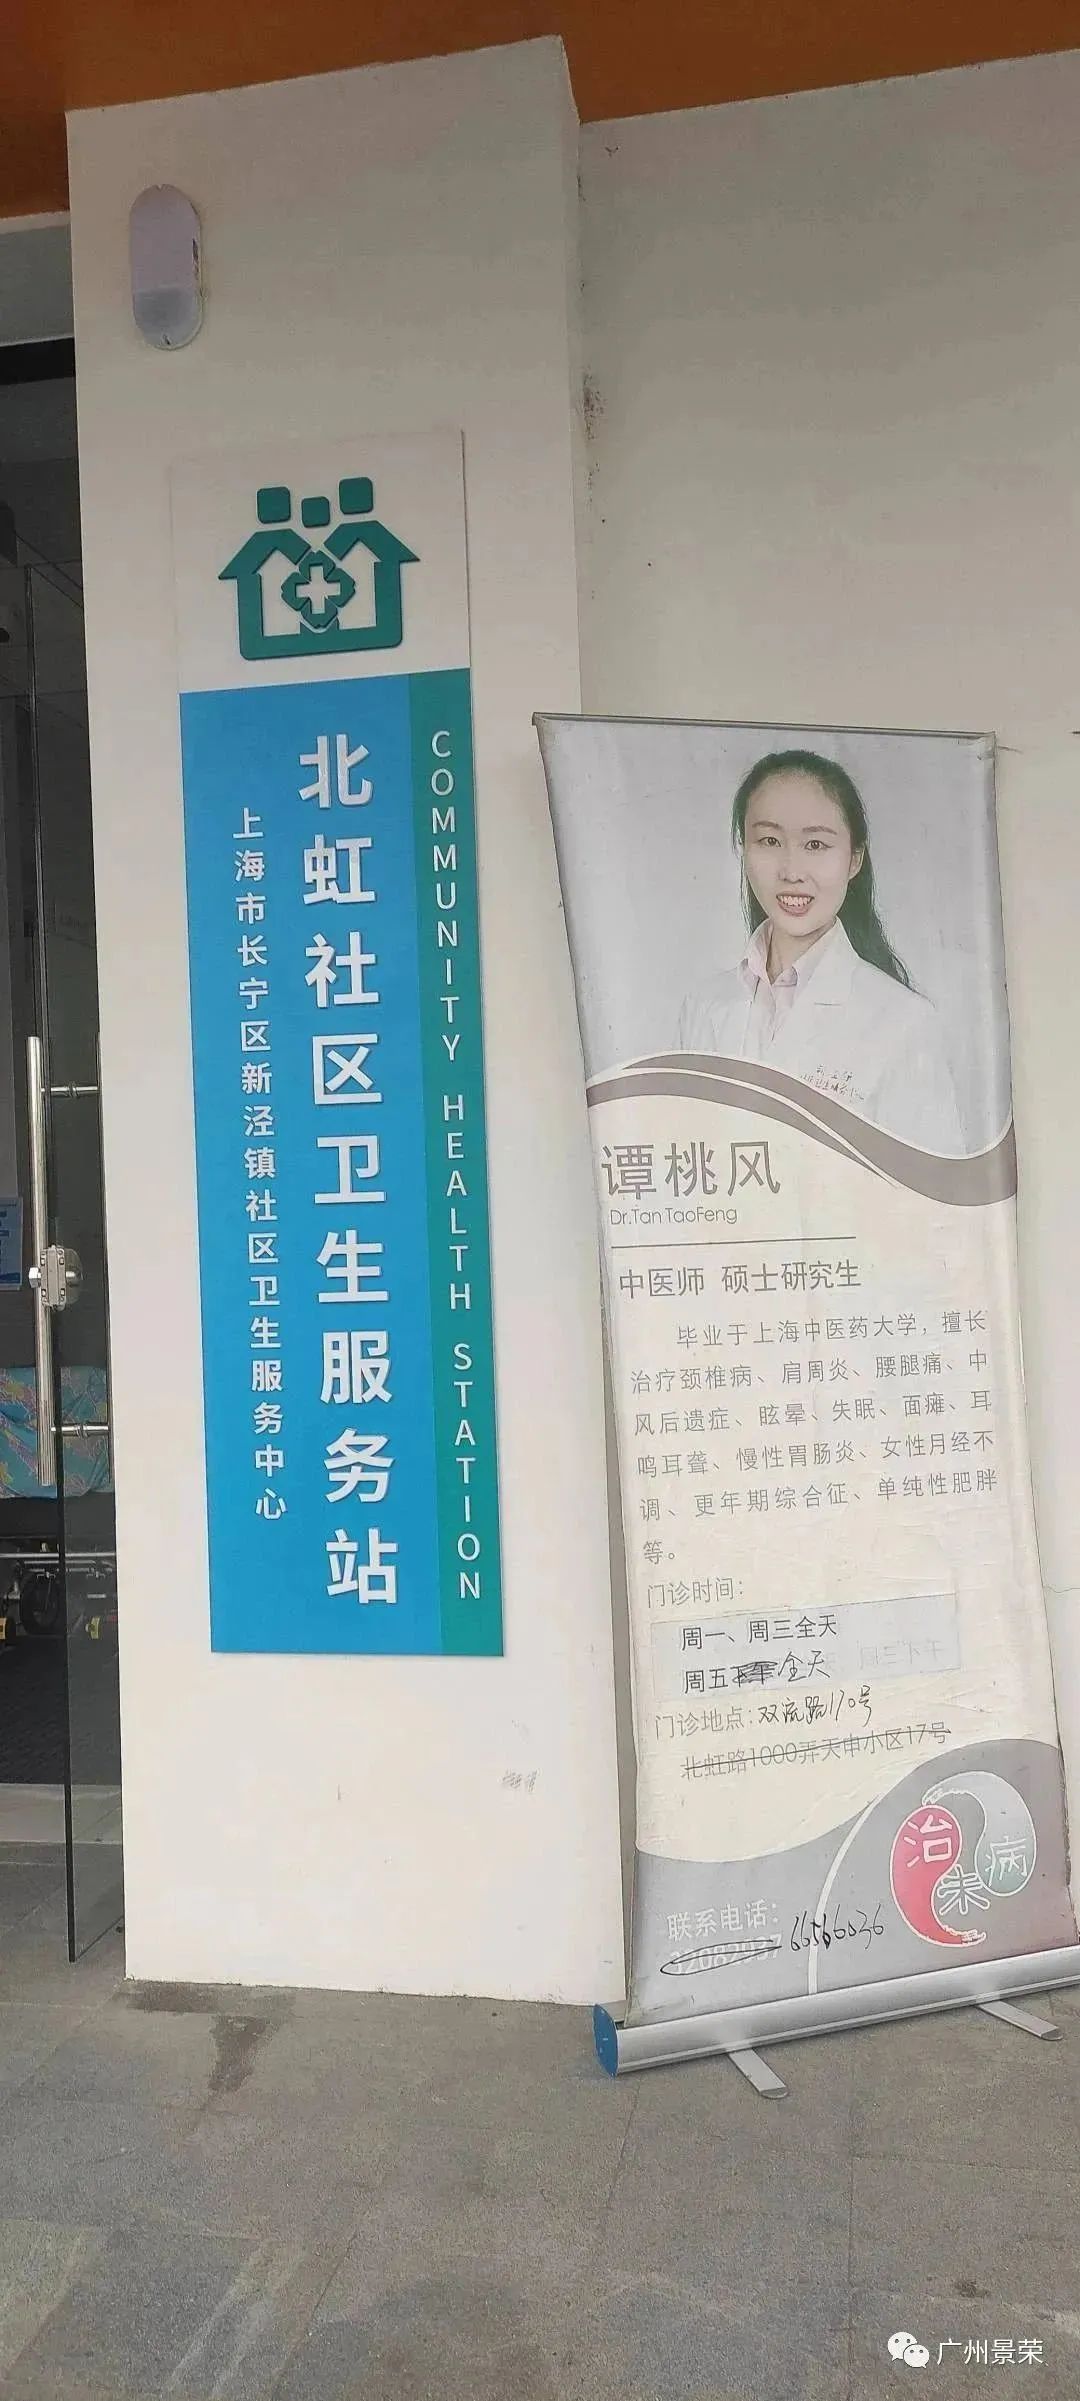 上海市长宁区新泾镇社区卫生服务中心
北虹社区卫生服务站
COMMUNITY HEALTH STATION
谭桃风
Dr.Tan TaoFeng
中医师 硕士研究生
毕业于上海中医药大学，擅长
治疗颈椎病、肩周炎、腰腿痛、中
风后遗症、眩晕、失眠、面瘫、耳
鸣耳聋、慢性胃肠炎、女性月经不
调、更年期综合征、单纯性肥胖
等。
门诊时间：
周一、周三全天
周五下午全天
周三下午
门诊地点：双流路170号
北虹路1000弄天申小区17号
治未病
联系电话：
32082937 66566036
广州景荣